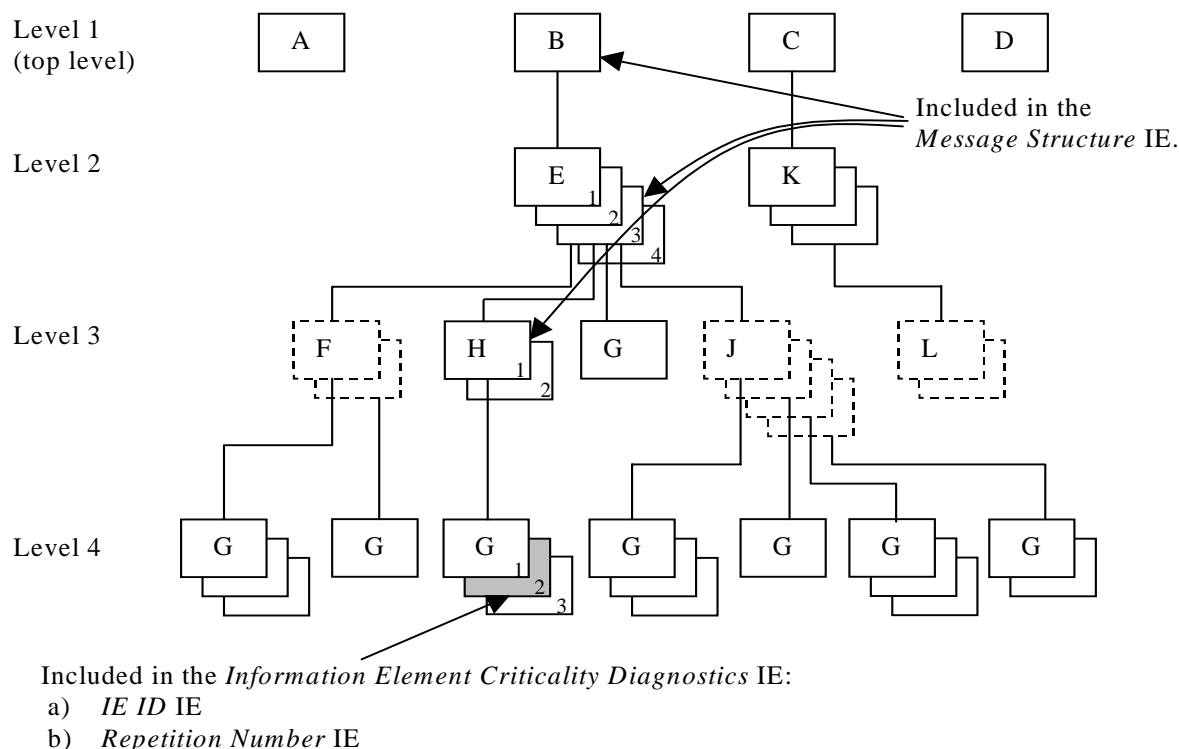 Level 1
(top level)
A
B
C
D
Included in the
Message Structure IE.
Level 2
E
1
2
3
4
K
Level 3
F
H
1
2
G
J
L
Level 4
G
G
G
1
2
3
G
G
G
G
Included in the Information Element Criticality Diagnostics IE:
a) IE ID IE
b) Repetition Number IE